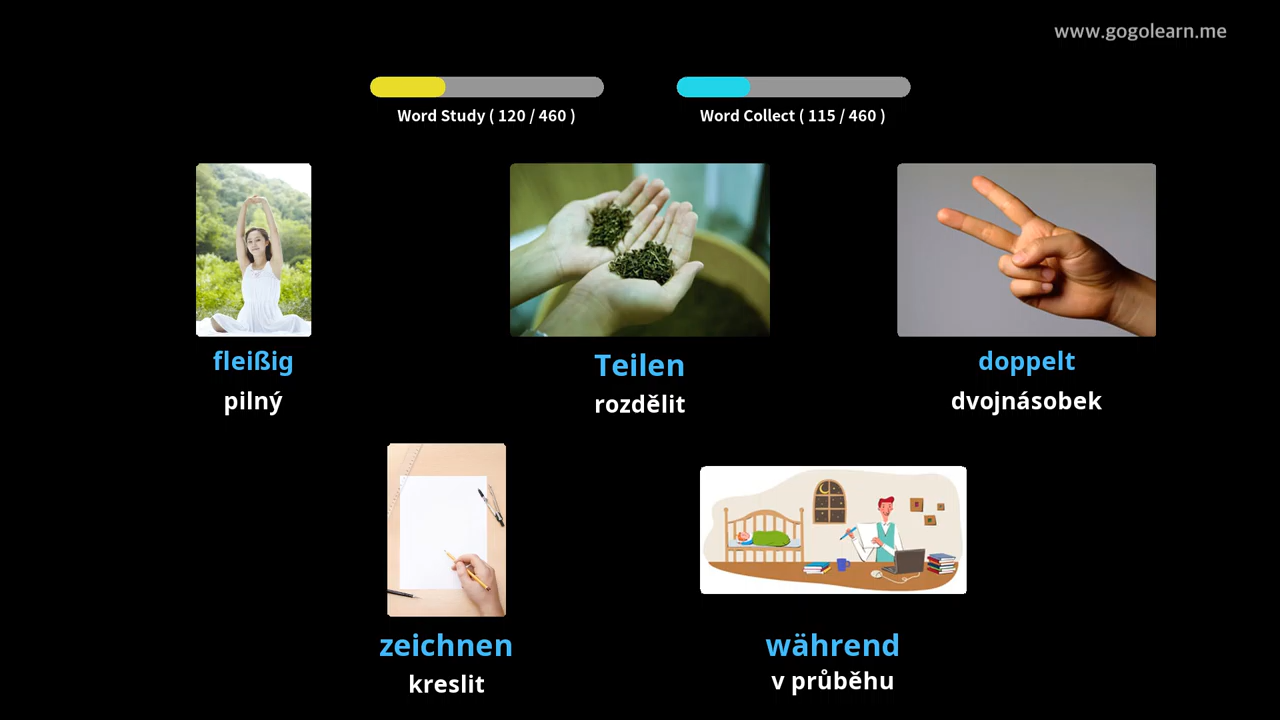 www.gogolearn.me
Word Study ( 120 / 460 )
Word Collect ( 115 / 460 )
fleißig
pilný
Teilen
rozdělit
doppelt
dvojnásobek
zeichnen
kreslit
während
v průběhu